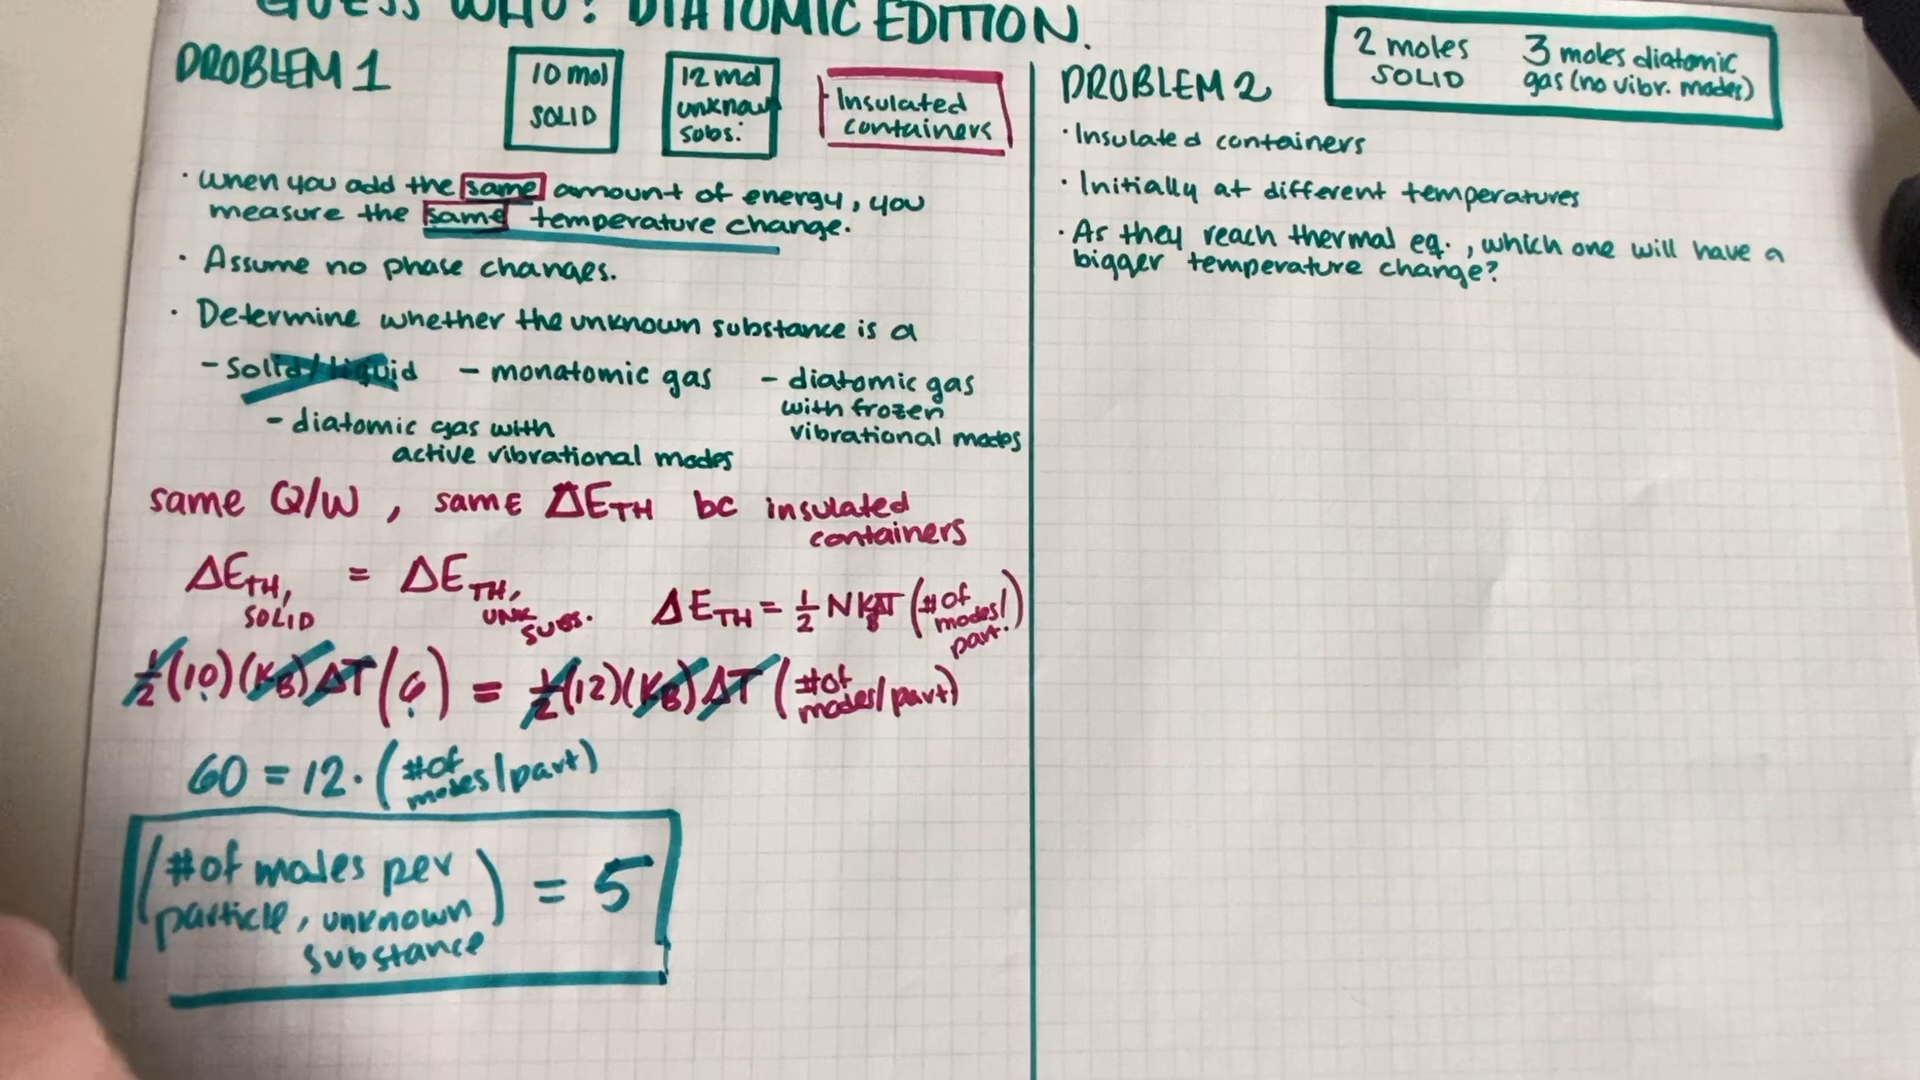 GUESS WHO? DIATOMIC EDITION.
PROBLEM 1
10 mol
SOLID
12 mol
unknown
subs.
Insulated
containers
· When you add the same amount of energy, you
measure the same temperature change.
· Assume no phase changes.
· Determine whether the unknown substance is a
- Solid/liquid - monatomic gas - diatomic gas
with frozen
vibrational modes
- diatomic gas with
active vibrational modes
same Q/W, same ΔE_TH bc insulated
containers
ΔE_TH, SOLID = ΔE_TH, UNK. SUBS.
ΔE_TH = 1/2 N K_B ΔT (# of modes/part.)
1/2 (10)(K_B) ΔT (6) = 1/2 (12)(K_B) ΔT (# of modes/part)
60 = 12 · (# of modes/part)
(# of modes per
particle, unknown
substance) = 5
PROBLEM 2
2 moles
SOLID
3 moles diatomic
gas (no vibr. modes)
· Insulated containers
· Initially at different temperatures
· As they reach thermal eq., which one will have a
bigger temperature change?